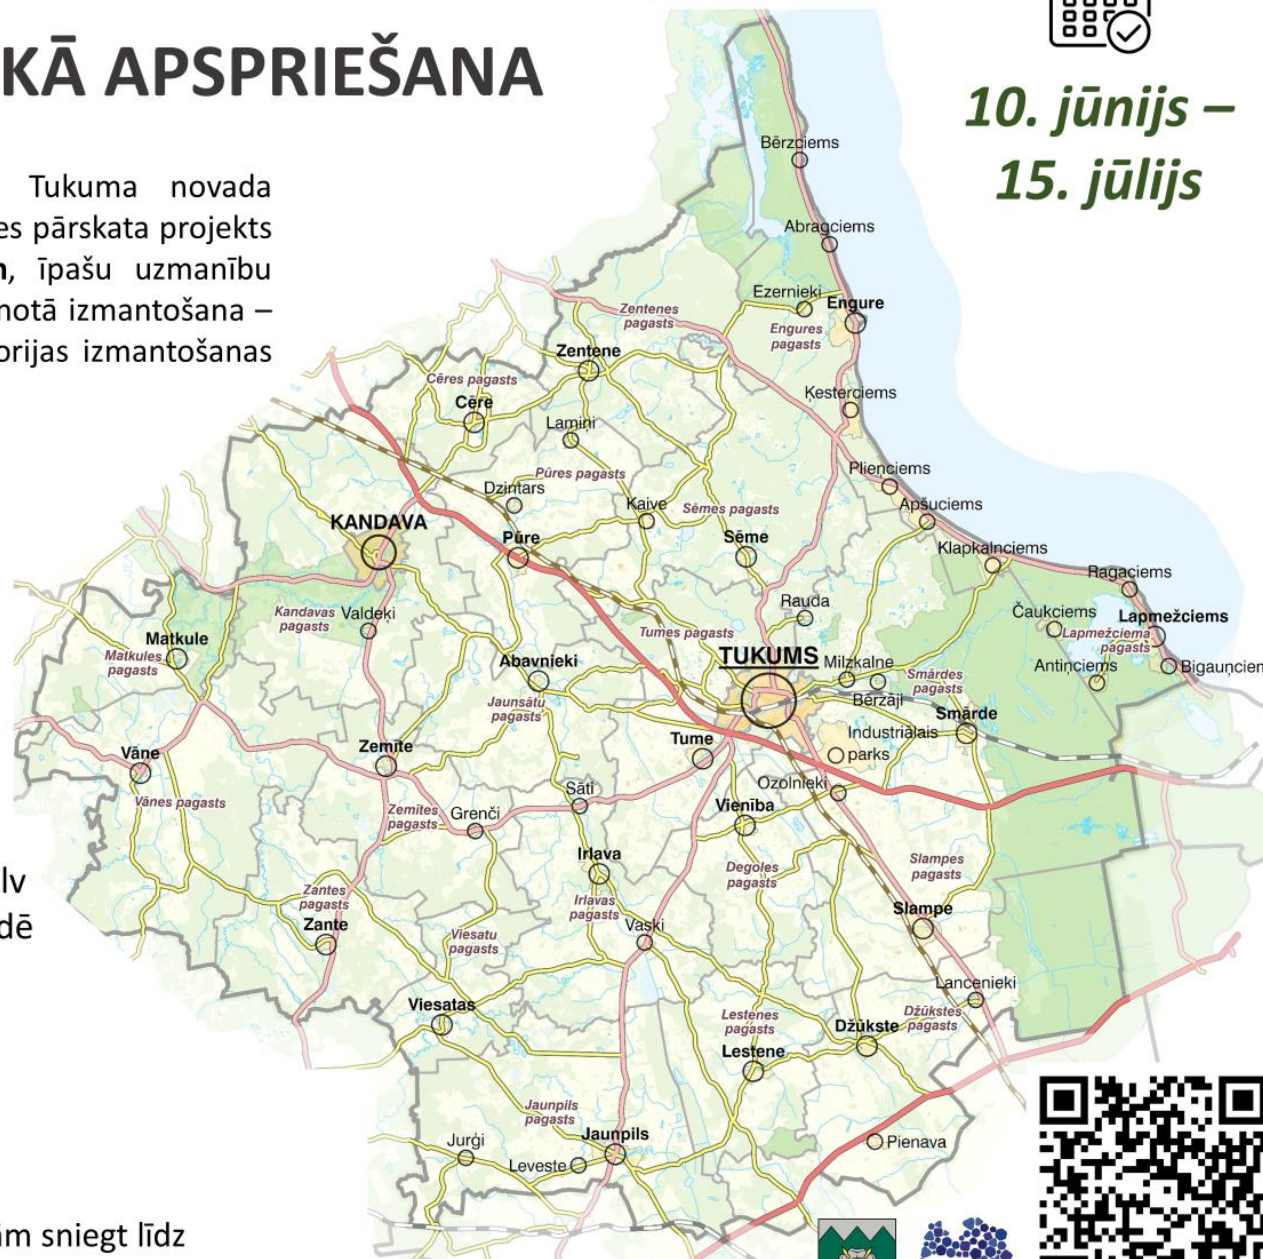 KĀ APSPRIEŠANA
10. jūnijs –
15. jūlijs
Tukuma novada
es pārskata projekts
, īpašu uzmanību
notā izmantošana –
orijas izmantošanas
Bērzciems
Abragciems
Ezernieki
Engure
Engures
pagasts
Zentenes
pagasts
Zentene
Cēres pagasts
Cēre
Lamiņi
Ķesterciems
Plieņciems
Apšuciems
Klapkalnciems
Ragaciems
Čaukciems
Lapmežciems
Lapmežciema
pagasts
Antiņciems
Bigauņciem
Pūres pagasts
Dzintars
Kaive
Sēmes pagasts
Sēme
KANDAVA
Pūre
Rauda
Kandavas
pagasts
Valdeķi
Tumes pagasts
TUKUMS
Milzkalne
Smārdes
pagasts
Matkule
Matkules
pagasts
Abavnieki
Bērzāji
Jaunsātu
pagasts
Smārde
Industriālais
parks
Tume
Zemīte
Vāne
Ozolnieki
Sāti
Vānes pagasts
Zemītes
pagasts
Grenči
Vienība
Irlava
Degoles
pagasts
Slampes
pagasts
lv
dē
Zantes
pagasts
Irlavas
pagasts
Zante
Viesatu
pagasts
Vaski
Slampe
Lancenieki
Viesatas
Lestenes
pagasts
Džūkste
Džūkstes
pagasts
Lestene
Jaunpils
pagasts
Jurģi
Jaunpils
Leveste
Pienava
ām sniegt līdz